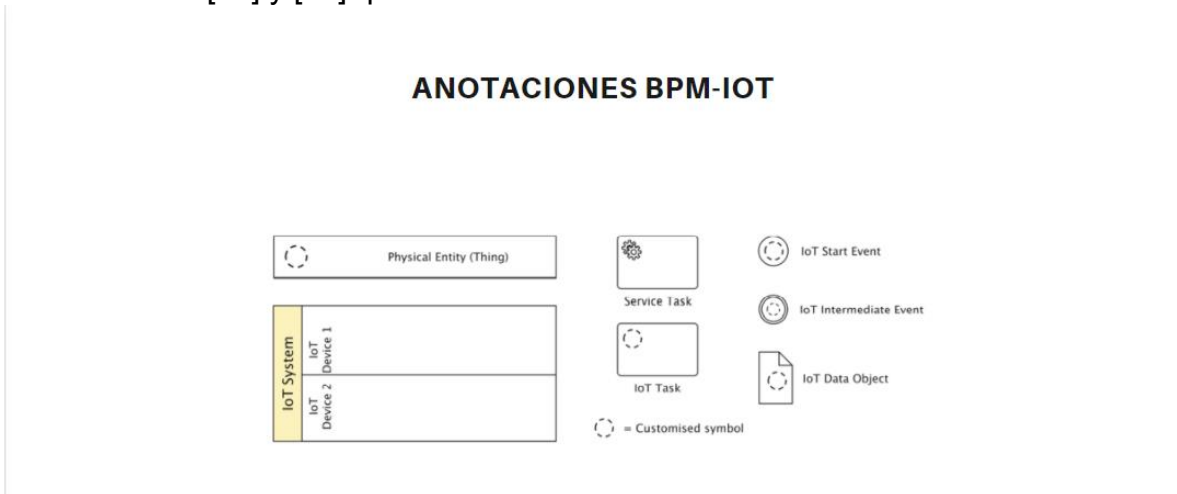 ANOTACIONES BPM-IOT
Physical Entity (Thing)
IoT System
IoT
Device 1
IoT
Device 2
Service Task
IoT Task
= Customised symbol
IoT Start Event
IoT Intermediate Event
IoT Data Object